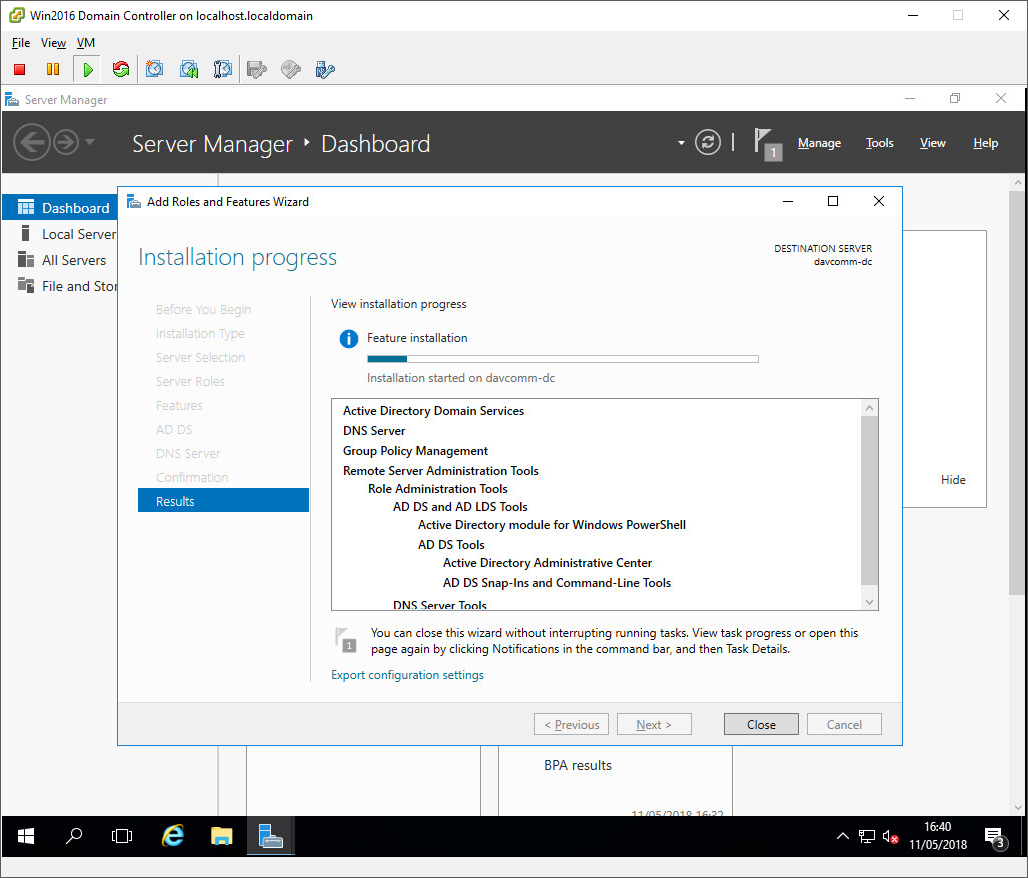 Win2016 Domain Controller on localhost.localdomain
File View VM
Server Manager
Server Manager Dashboard
1
Manage Tools View Help
Dashboard
Local Server
All Servers
File and Stor
Add Roles and Features Wizard
Installation progress
DESTINATION SERVER
davcomm-dc
Before You Begin
Installation Type
Server Selection
Server Roles
Features
AD DS
DNS Server
Confirmation
Results
View installation progress
Feature installation
Installation started on davcomm-dc
Active Directory Domain Services
DNS Server
Group Policy Management
Remote Server Administration Tools
Role Administration Tools
AD DS and AD LDS Tools
Active Directory module for Windows PowerShell
AD DS Tools
Active Directory Administrative Center
AD DS Snap-Ins and Command-Line Tools
DNS Server Tools
1
You can close this wizard without interrupting running tasks. View task progress or open this
page again by clicking Notifications in the command bar, and then Task Details.
Export configuration settings
< Previous Next > Close Cancel
Hide
BPA results
11/05/2018 16:32
16:40
11/05/2018
3